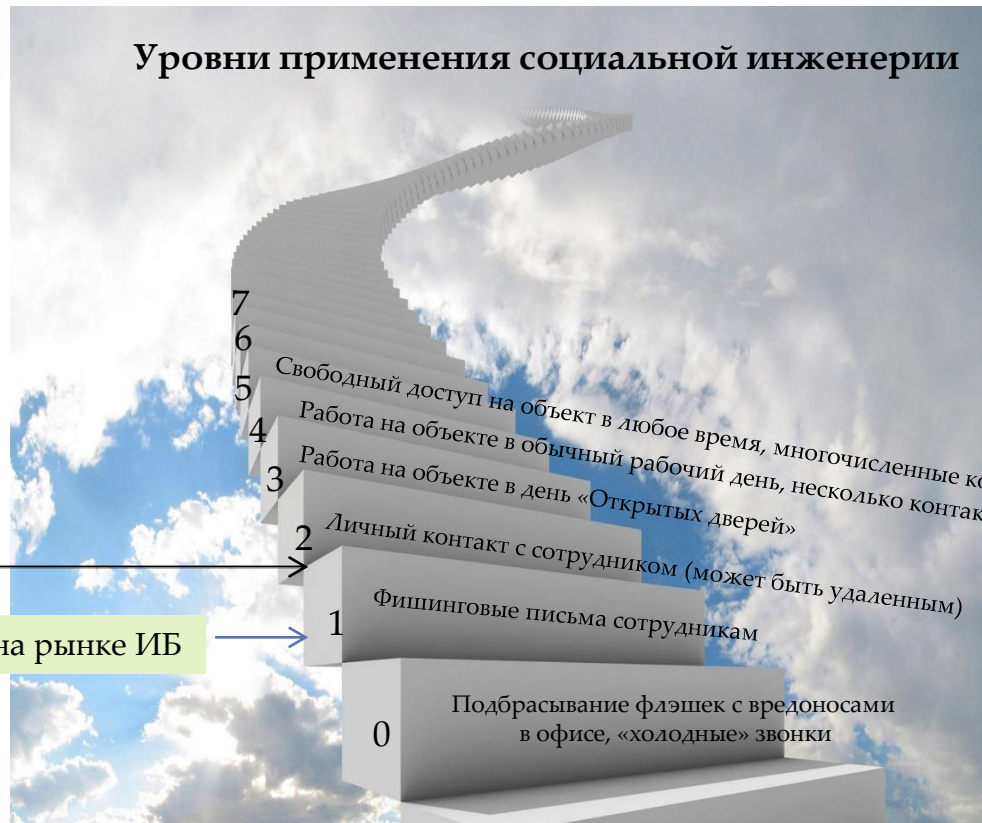 Уровни применения социальной инженерии
7
6
5
Свободный доступ на объект в любое время, многочисленные
4
Работа на объекте в обычный рабочий день, несколько
3
Работа на объекте в день «Открытых дверей»
2
Личный контакт с сотрудником (может быть удаленным)
1
Фишинговые письма сотрудникам
на рынке ИБ
0
Подбрасывание флэшек с вредоносами
в офисе, «холодные» звонки